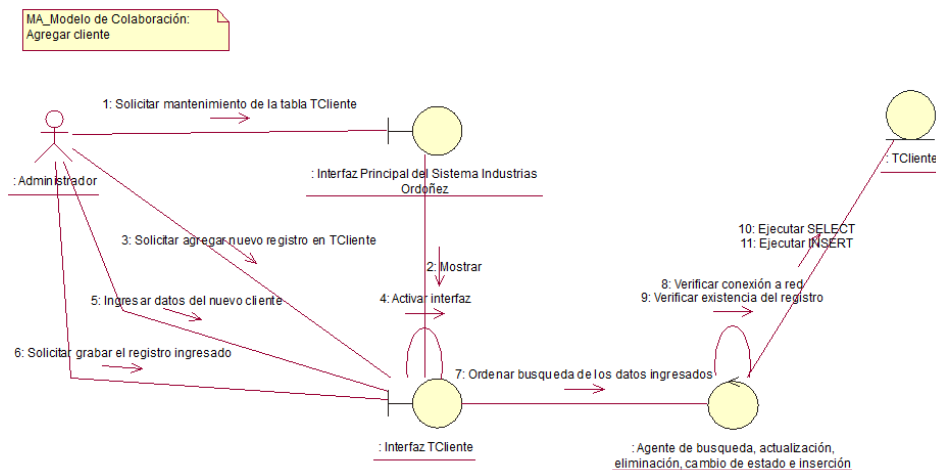 MA_Modelo de Colaboración:
Agregar cliente
1: Solicitar mantenimiento de la tabla TCliente
: Administrador
: Interfaz Principal del Sistema Industrias
Ordoñez
: TCliente
3: Solicitar agregar nuevo registro en TCliente
10: Ejecutar SELECT
11: Ejecutar INSERT
2: Mostrar
4: Activar interfaz
8: Verificar conexión a red
9: Verificar existencia del registro
5: Ingresar datos del nuevo cliente
6: Solicitar grabar el registro ingresado
7: Ordenar busqueda de los datos ingresados
: Interfaz TCliente
: Agente de busqueda, actualización,
eliminación, cambio de estado e inserción